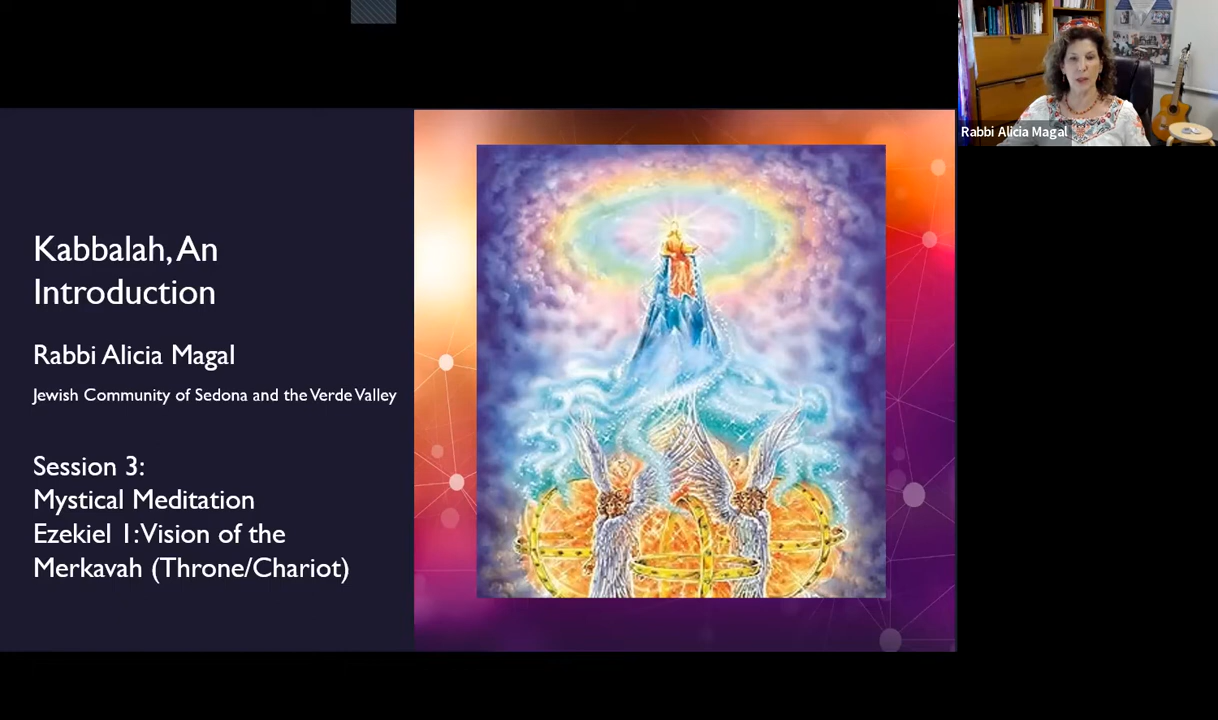 Kabbalah, An
Introduction
Rabbi Alicia Magal
Jewish Community of Sedona and the Verde Valley
Session 3:
Mystical Meditation
Ezekiel 1: Vision of the
Merkavah (Throne/Chariot)
Rabbi Alicia Magal